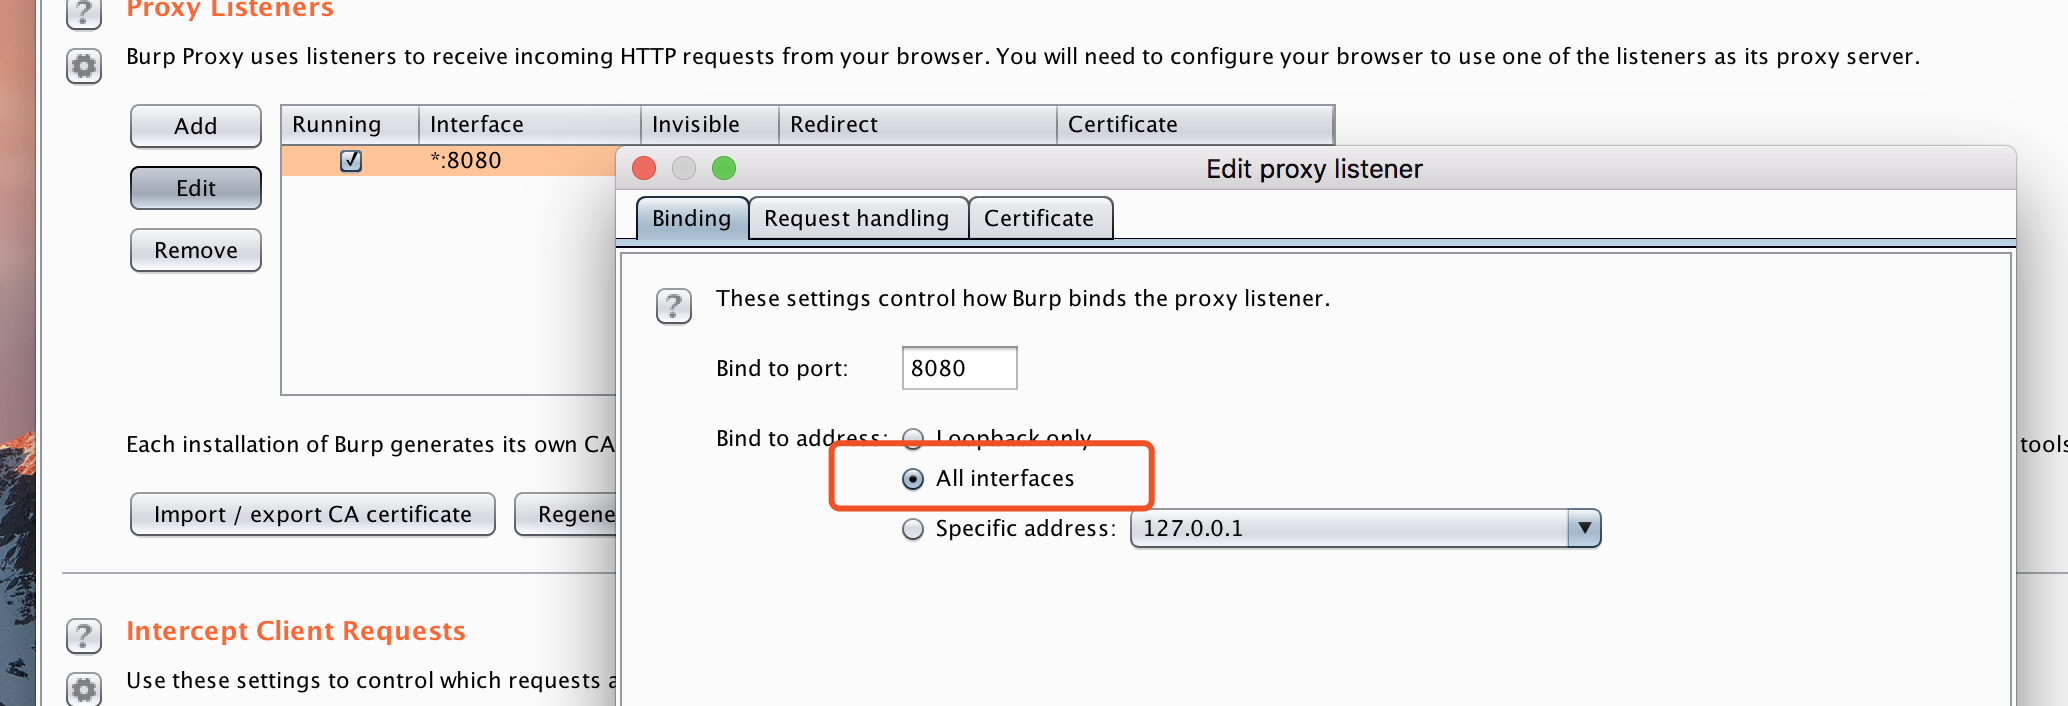 Proxy Listeners
Burp Proxy uses listeners to receive incoming HTTP requests from your browser. You will need to configure your browser to use one of the listeners as its proxy server.
Add
Running Interface Invisible Redirect Certificate
*:8080
Edit
Remove
Edit proxy listener
Binding Request handling Certificate
These settings control how Burp binds the proxy listener.
Bind to port: 8080
Bind to address: Loopback only
All interfaces
Specific address: 127.0.0.1
Each installation of Burp generates its own CA
tools
Import / export CA certificate
Regene
Intercept Client Requests
Use these settings to control which requests a